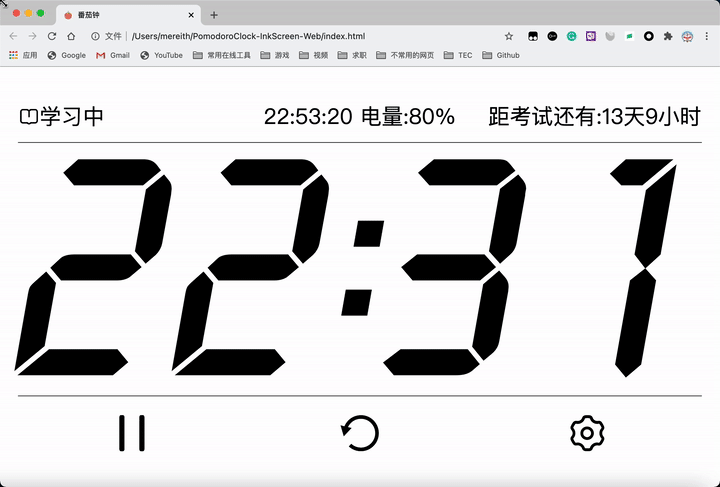 番茄钟
文件 | /Users/mereith/PomodoroClock-InkScreen-Web/index.html
应用 Google Gmail YouTube 常用在线工具 游戏 视频 求职 不常用的网页 TEC Github
学习中 22:53:20 电量:80% 距考试还有:13天9小时
22:31